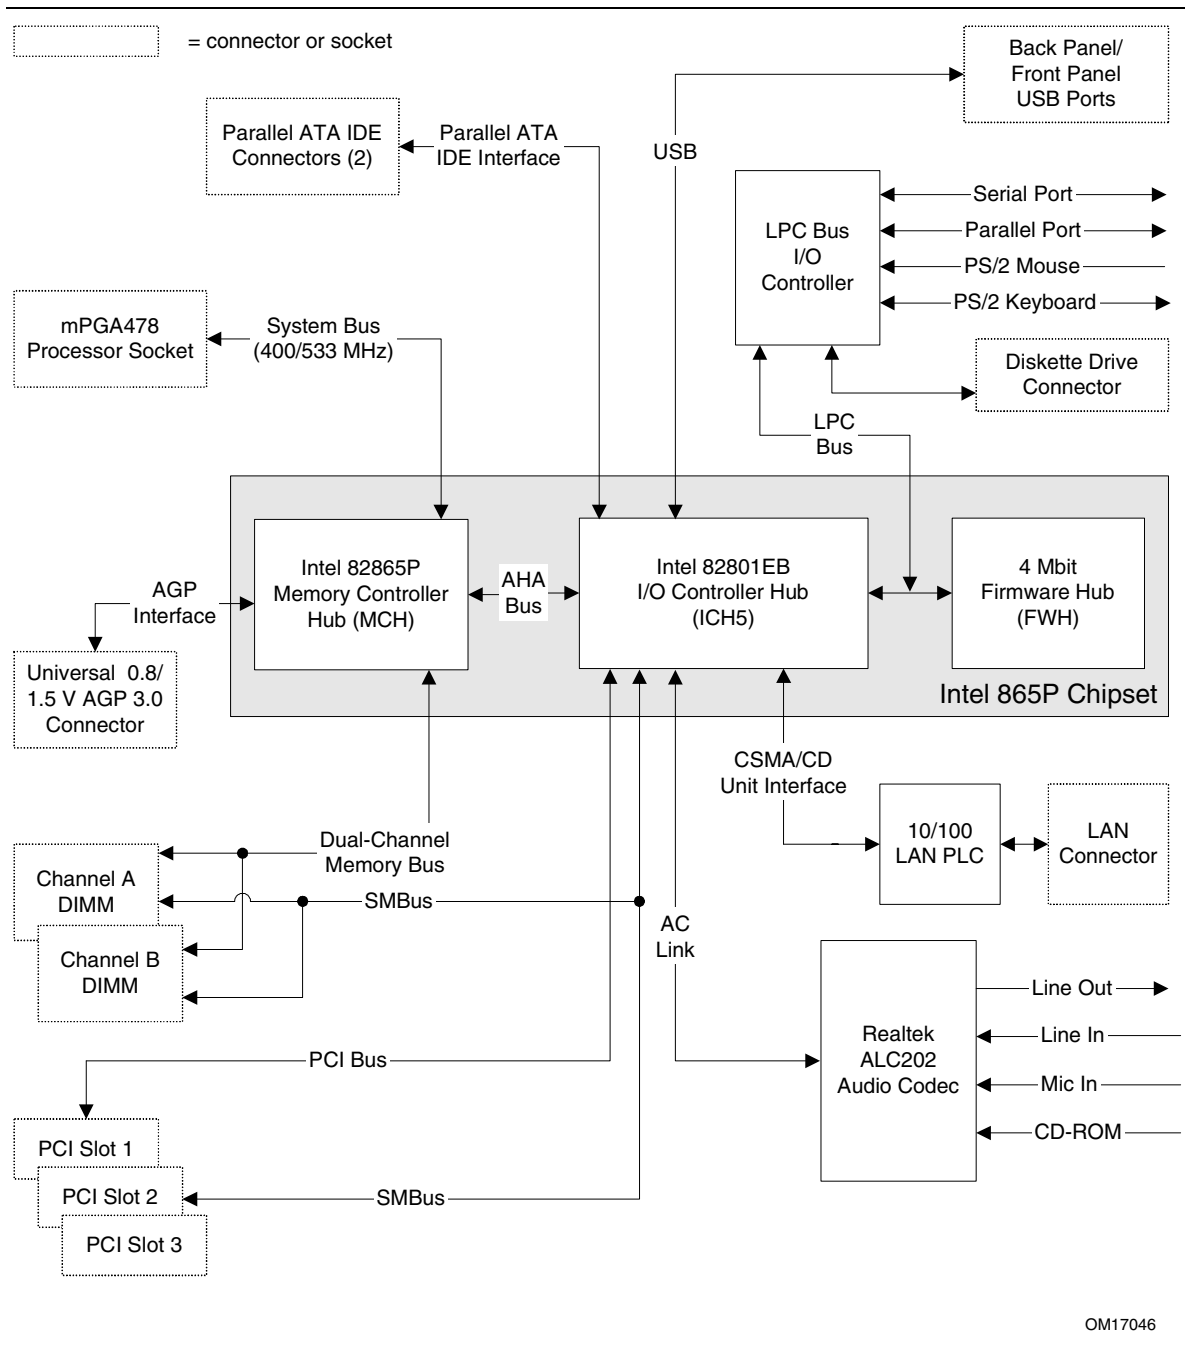 = connector or socket
Back Panel/
Front Panel
USB Ports
Parallel ATA IDE
Connectors (2)
Parallel ATA
IDE Interface
USB
LPC Bus
I/O
Controller
Serial Port
Parallel Port
PS/2 Mouse
PS/2 Keyboard
mPGA478
Processor Socket
System Bus
(400/533 MHz)
Diskette Drive
Connector
LPC
Bus
Intel 82865P
Memory Controller
Hub (MCH)
AHA
Bus
Intel 82801EB
I/O Controller Hub
(ICH5)
4 Mbit
Firmware Hub
(FWH)
AGP
Interface
Universal 0.8/
1.5 V AGP 3.0
Connector
Intel 865P Chipset
CSMA/CD
Unit Interface
10/100
LAN PLC
LAN
Connector
Dual-Channel
Memory Bus
Channel A
DIMM
SMBus
Channel B
DIMM
AC
Link
Realtek
ALC202
Audio Codec
Line Out
Line In
Mic In
CD-ROM
PCI Bus
PCI Slot 1
PCI Slot 2
SMBus
PCI Slot 3
OM17046